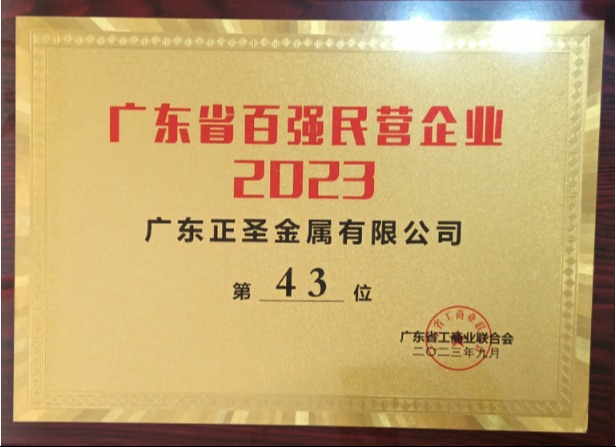 广东省百强民营企业
2023
广东正圣金属有限公司
第 43 位
广东省工商业联合会
二〇二三年九月